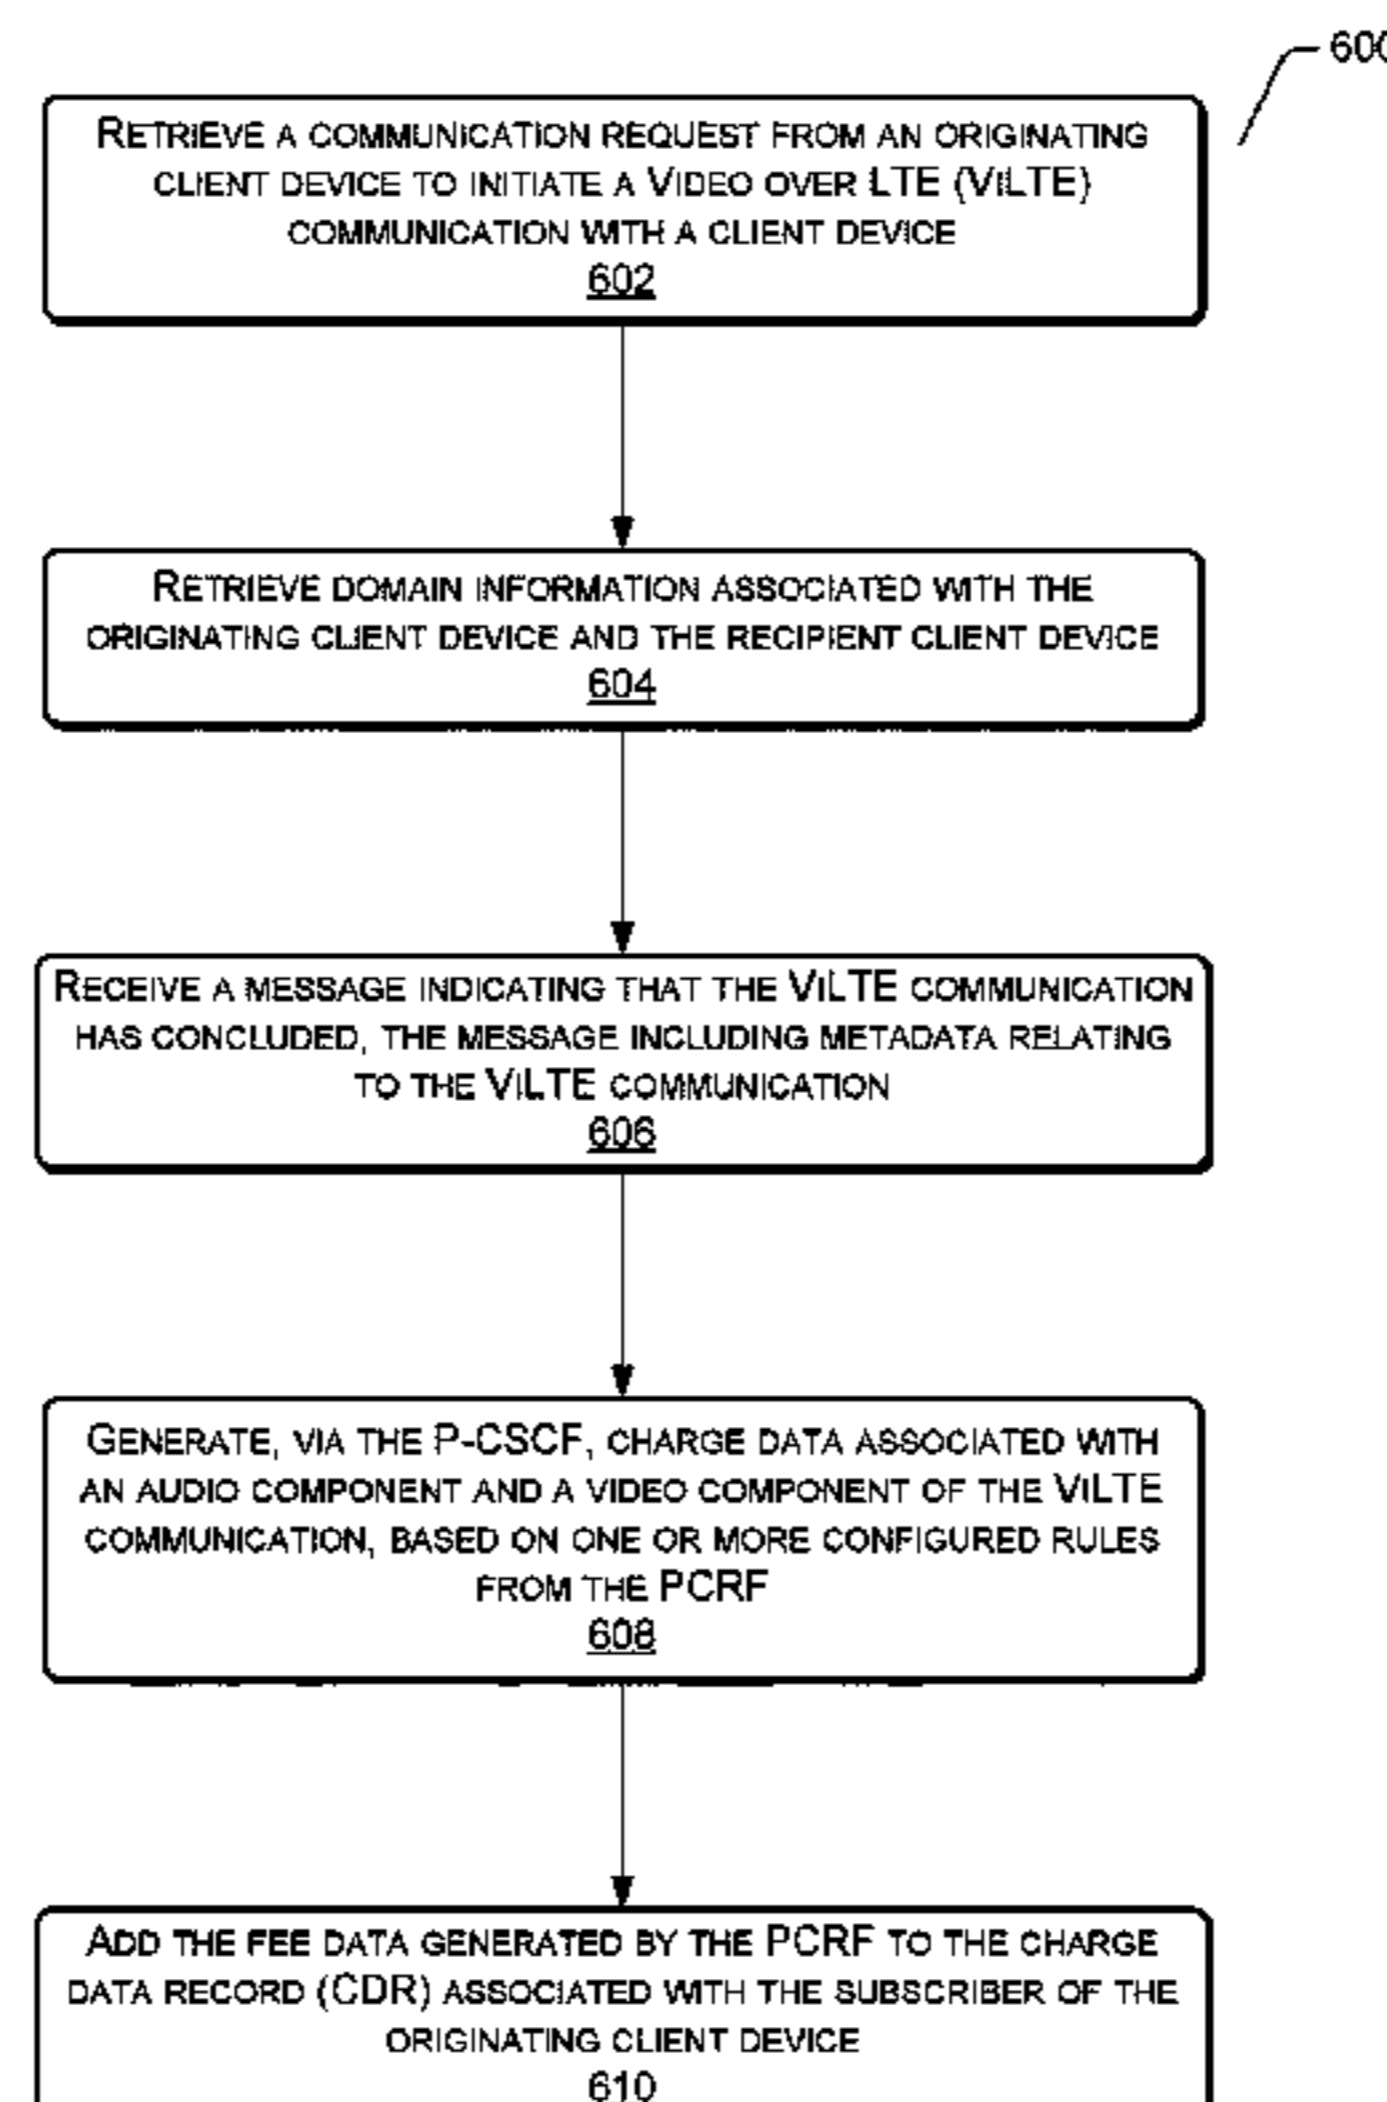 600
RETRIEVE A COMMUNICATION REQUEST FROM AN ORIGINATING
CLIENT DEVICE TO INITIATE A VIDEO OVER LTE (VILTE)
COMMUNICATION WITH A CLIENT DEVICE
602
RETRIEVE DOMAIN INFORMATION ASSOCIATED WITH THE
ORIGINATING CLIENT DEVICE AND THE RECIPIENT CLIENT DEVICE
604
RECEIVE A MESSAGE INDICATING THAT THE VILTE COMMUNICATION
HAS CONCLUDED, THE MESSAGE INCLUDING METADATA RELATING
TO THE VILTE COMMUNICATION
606
GENERATE, VIA THE P-CSCF, CHARGE DATA ASSOCIATED WITH
AN AUDIO COMPONENT AND A VIDEO COMPONENT OF THE VILTE
COMMUNICATION, BASED ON ONE OR MORE CONFIGURED RULES
FROM THE PCRF
608
ADD THE FEE DATA GENERATED BY THE PCRF TO THE CHARGE
DATA RECORD (CDR) ASSOCIATED WITH THE SUBSCRIBER OF THE
ORIGINATING CLIENT DEVICE
610